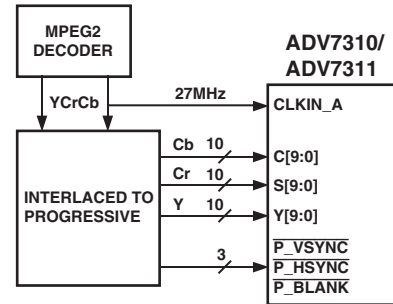 MPEG2
DECODER
ADV7310/
ADV7311
YCrCb
27MHz
CLKIN_A
INTERLACED TO
PROGRESSIVE
Cb 10
C[9:0]
Cr 10
S[9:0]
Y 10
Y[9:0]
3
P_VSYNC
P_HSYNC
P_BLANK